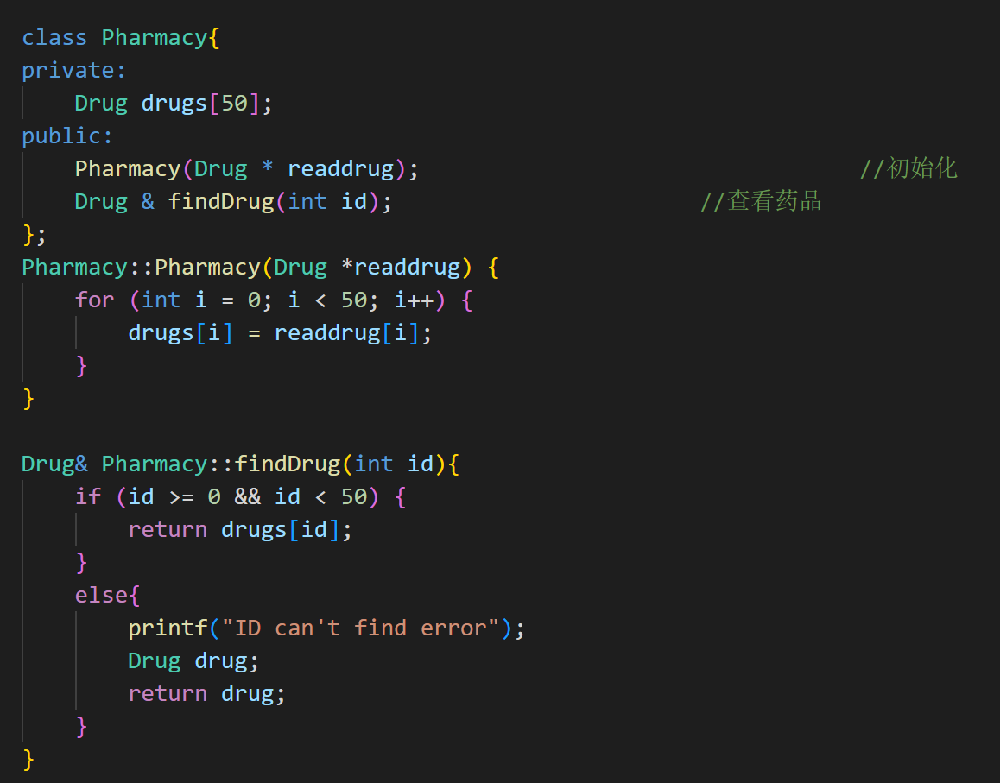 class Pharmacy{
private:
    Drug drugs[50];
public:
    Pharmacy(Drug * readdrug);                                 //初始化
    Drug & findDrug(int id);                       //查看药品
};
Pharmacy::Pharmacy(Drug *readdrug) {
    for (int i = 0; i < 50; i++) {
        drugs[i] = readdrug[i];
    }
}

Drug& Pharmacy::findDrug(int id){
    if (id >= 0 && id < 50) {
        return drugs[id];
    }
    else{
        printf("ID can't find error");
        Drug drug;
        return drug;
    }
}